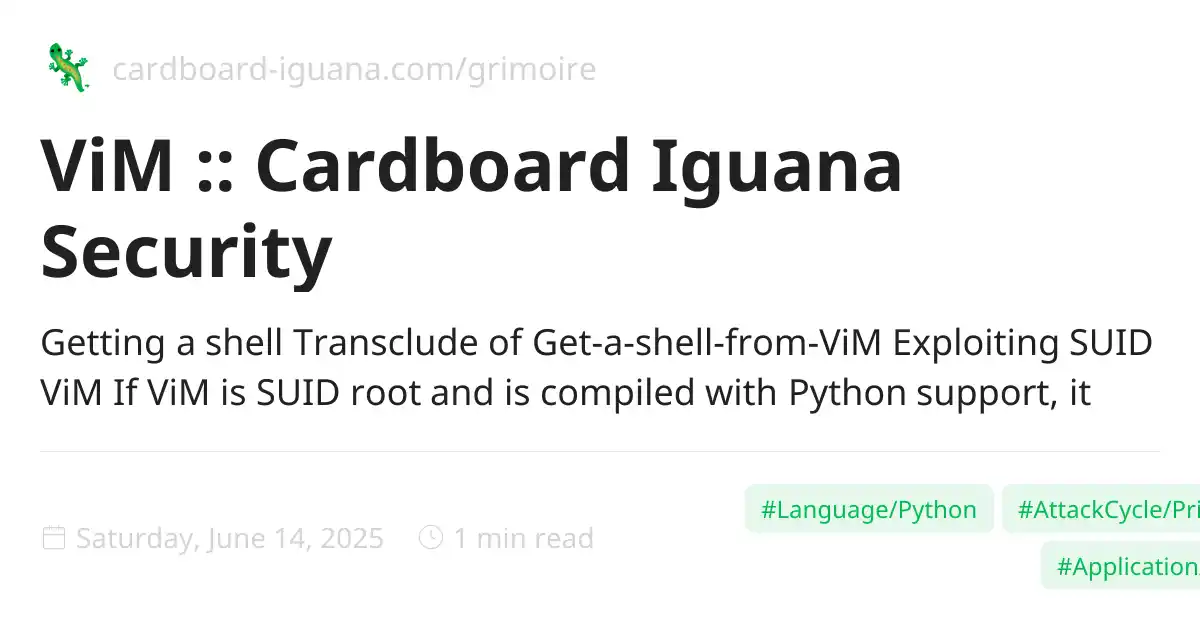 cardboard-iguana.com/grimoire
ViM :: Cardboard Iguana
Security
Getting a shell Transclude of Get-a-shell-from-ViM Exploiting SUID
ViM If ViM is SUID root and is compiled with Python support, it
#Language/Python #AttackCycle/Pri
Saturday, June 14, 2025 1 min read
#Application